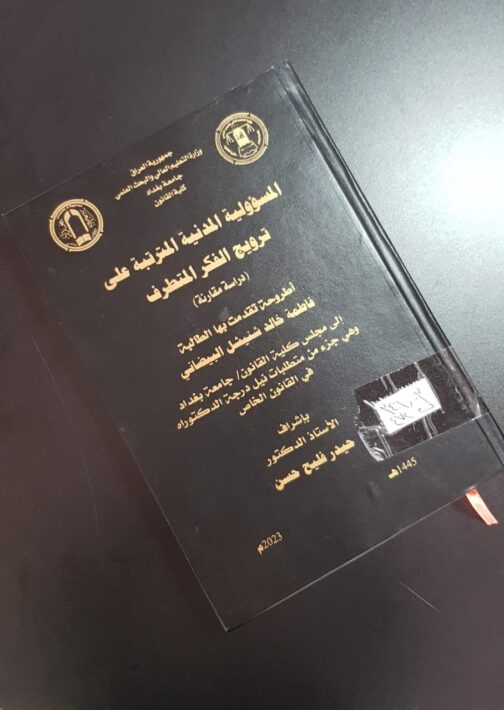 جمهورية العراق
وزارة التعليم العالي والبحث العلمي
جامعة بغداد
كلية القانون
المسؤولية المدنية المترتبة على
ترويج الفكر المتطرف
(دراسة مقارنة)
أطروحة تقدمت بها الطالبة
فاطمة خالد شنيشل البيضاني
الى مجلس كلية القانون/ جامعة بغداد
وهي جزء من متطلبات نيل درجة الدكتوراه
في القانون الخاص
بإشراف
الأستاذ الدكتور
حيدر فليح حسن
1445هـ
2023م